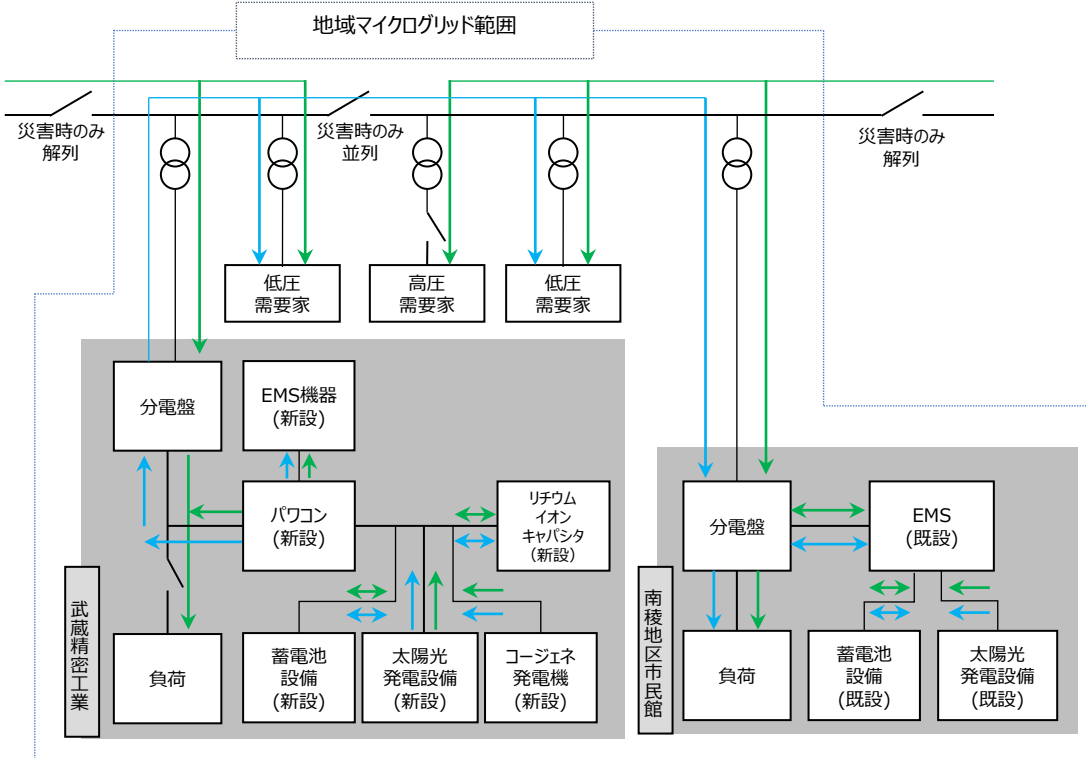 地域マイクログリッド範囲
災害時のみ
解列
災害時のみ
並列
災害時のみ
解列
低圧
需要家
高圧
需要家
低圧
需要家
分電盤
EMS機器
(新設)
パワコン
(新設)
リチウム
イオン
キャパシタ
(新設)
武蔵精密工業
負荷
蓄電池
設備
(新設)
太陽光
発電設備
(新設)
コージェネ
発電機
(新設)
分電盤
EMS
(既設)
南稜地区市民館
負荷
蓄電池
設備
(既設)
太陽光
発電設備
(既設)